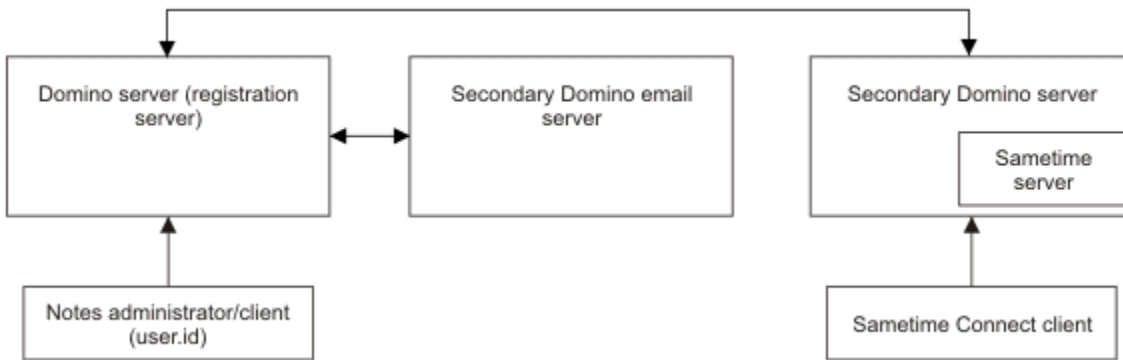 Domino server (registration
server)
Secondary Domino email
server
Secondary Domino server
Sametime
server
Notes administrator/client
(user.id)
Sametime Connect client